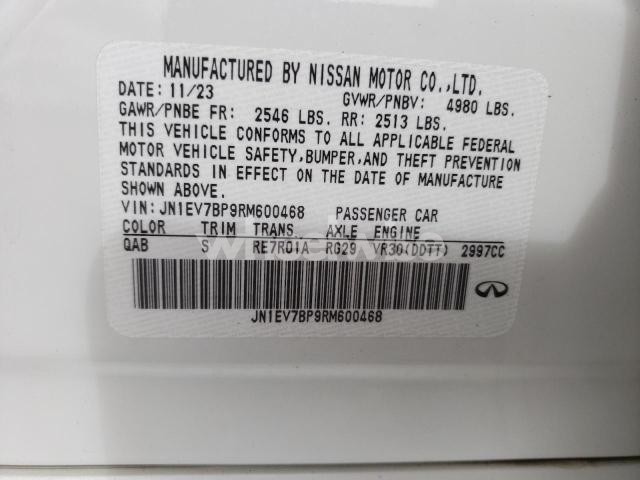 MANUFACTURED BY NISSAN MOTOR CO.,LTD.
DATE: 11/23 GVWR/PNBV: 4980 LBS.
GAWR/PNBE FR: 2546 LBS. RR: 2513 LBS.
THIS VEHICLE CONFORMS TO ALL APPLICABLE FEDERAL
MOTOR VEHICLE SAFETY,BUMPER,AND THEFT PREVENTION
STANDARDS IN EFFECT ON THE DATE OF MANUFACTURE
SHOWN ABOVE.
VIN:JN1EV7BP9RM600468 PASSENGER CAR
COLOR TRIM TRANS AXLE ENGINE
QAB S RE7R01A RG29 VR30(DDTT) 2997CC
JN1EV7BP9RM600468